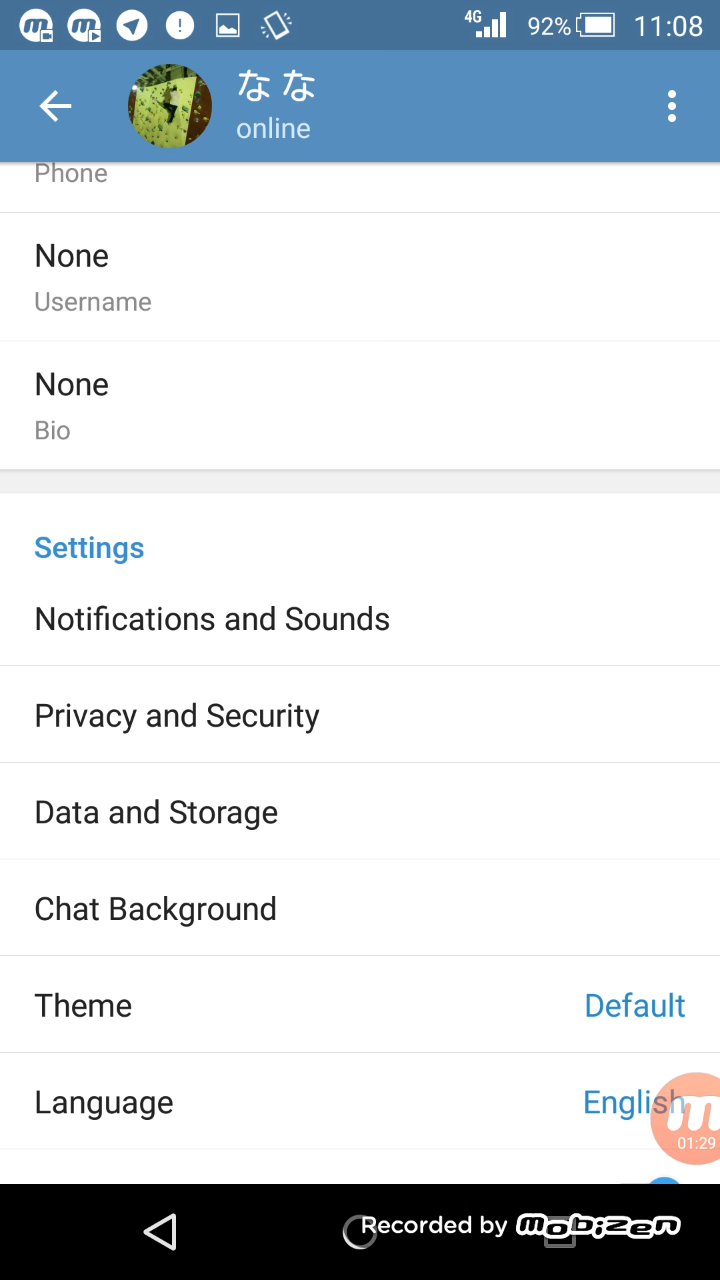 4G 92% 11:08
な な
online
Phone
None
Username
None
Bio
Settings
Notifications and Sounds
Privacy and Security
Data and Storage
Chat Background
Theme Default
Language English
01:29
Recorded by mobizen